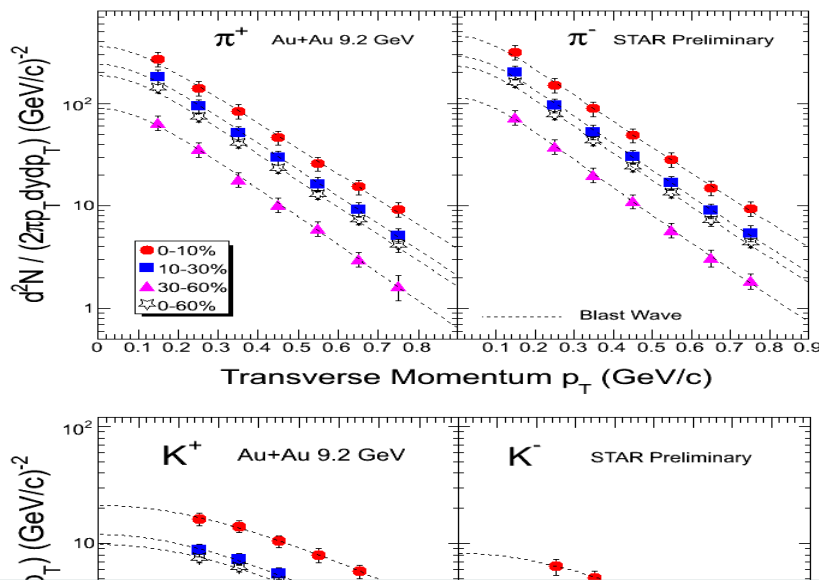 π+ Au+Au 9.2 GeV
π- STAR Preliminary
d²N / (2πp_T dydp_T) (GeV/c)⁻²
10²
10
1
0-10%
10-30%
30-60%
0-60%
Blast Wave
0 0.1 0.2 0.3 0.4 0.5 0.6 0.7 0.8 0.1 0.2 0.3 0.4 0.5 0.6 0.7 0.8 0.9
Transverse Momentum p_T (GeV/c)
K+ Au+Au 9.2 GeV
K- STAR Preliminary
10²
10
p_T) (GeV/c)⁻²